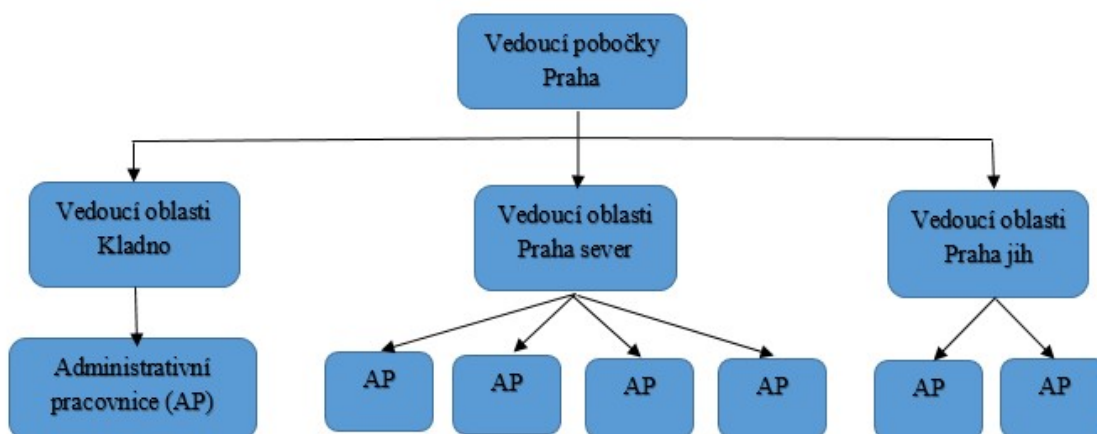 Vedoucí pobočky
Praha
Vedoucí oblasti
Kladno
Vedoucí oblasti
Praha sever
Vedoucí oblasti
Praha jih
Administrativní
pracovnice (AP)
AP
AP
AP
AP
AP
AP